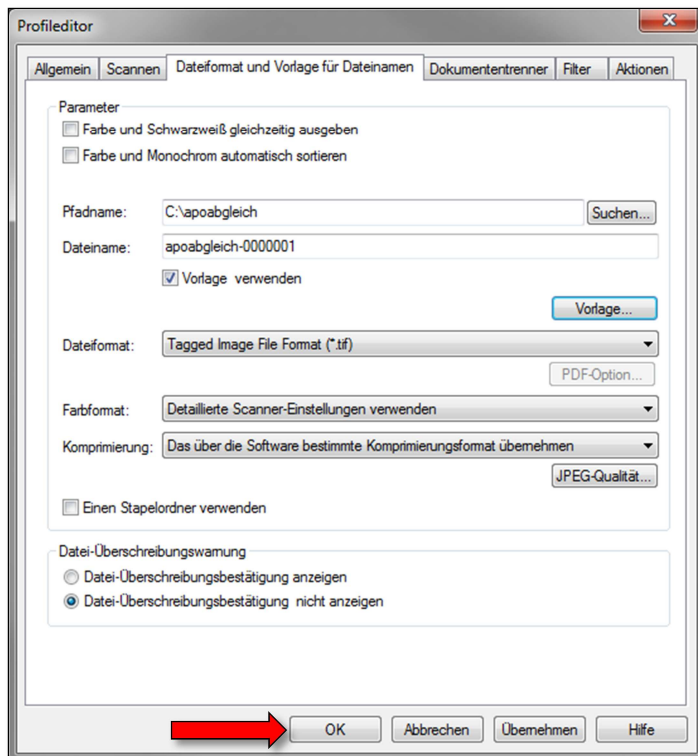 Profileditor
Allgemein Scannen Dateiformat und Vorlage für Dateinamen Dokumententrenner Filter Aktionen
Parameter
Farbe und Schwarzweiß gleichzeitig ausgeben
Farbe und Monochrom automatisch sortieren
Pfadname: C:\apoabgleich Suchen...
Dateiname: apoabgleich-0000001
Vorlage verwenden
Vorlage...
Dateiformat: Tagged Image File Format (*.tif)
PDF-Option...
Farbformat: Detaillierte Scanner-Einstellungen verwenden
Komprimierung: Das über die Software bestimmte Komprimierungsformat übernehmen
JPEG-Qualität...
Einen Stapelordner verwenden
Datei-Überschreibungswarnung
Datei-Überschreibungsbestätigung anzeigen
Datei-Überschreibungsbestätigung nicht anzeigen
OK Abbrechen Übernehmen Hilfe